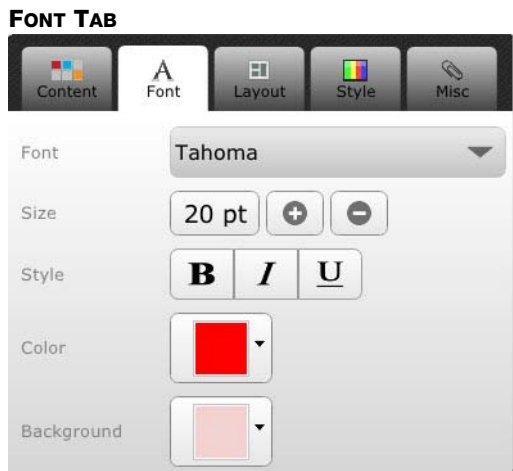 FONT TAB
Content Font Layout Style Misc
Font Tahoma
Size 20 pt
Style B I U
Color
Background